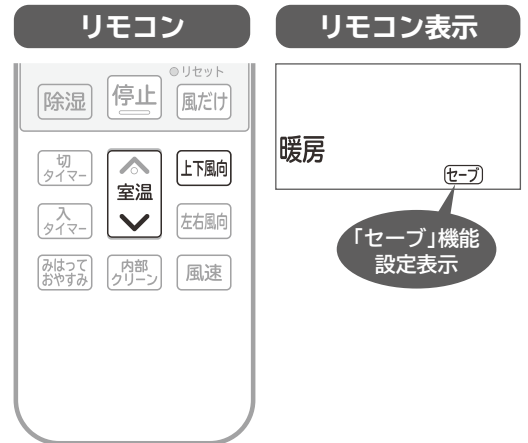 リモコン
リモコン表示
リセット
除湿
停止
風だけ
切
タイマー
室温
上下風向
入
タイマー
左右風向
みはって
おやすみ
内部
クリーン
風速
暖房
セーブ
「セーブ」機能
設定表示